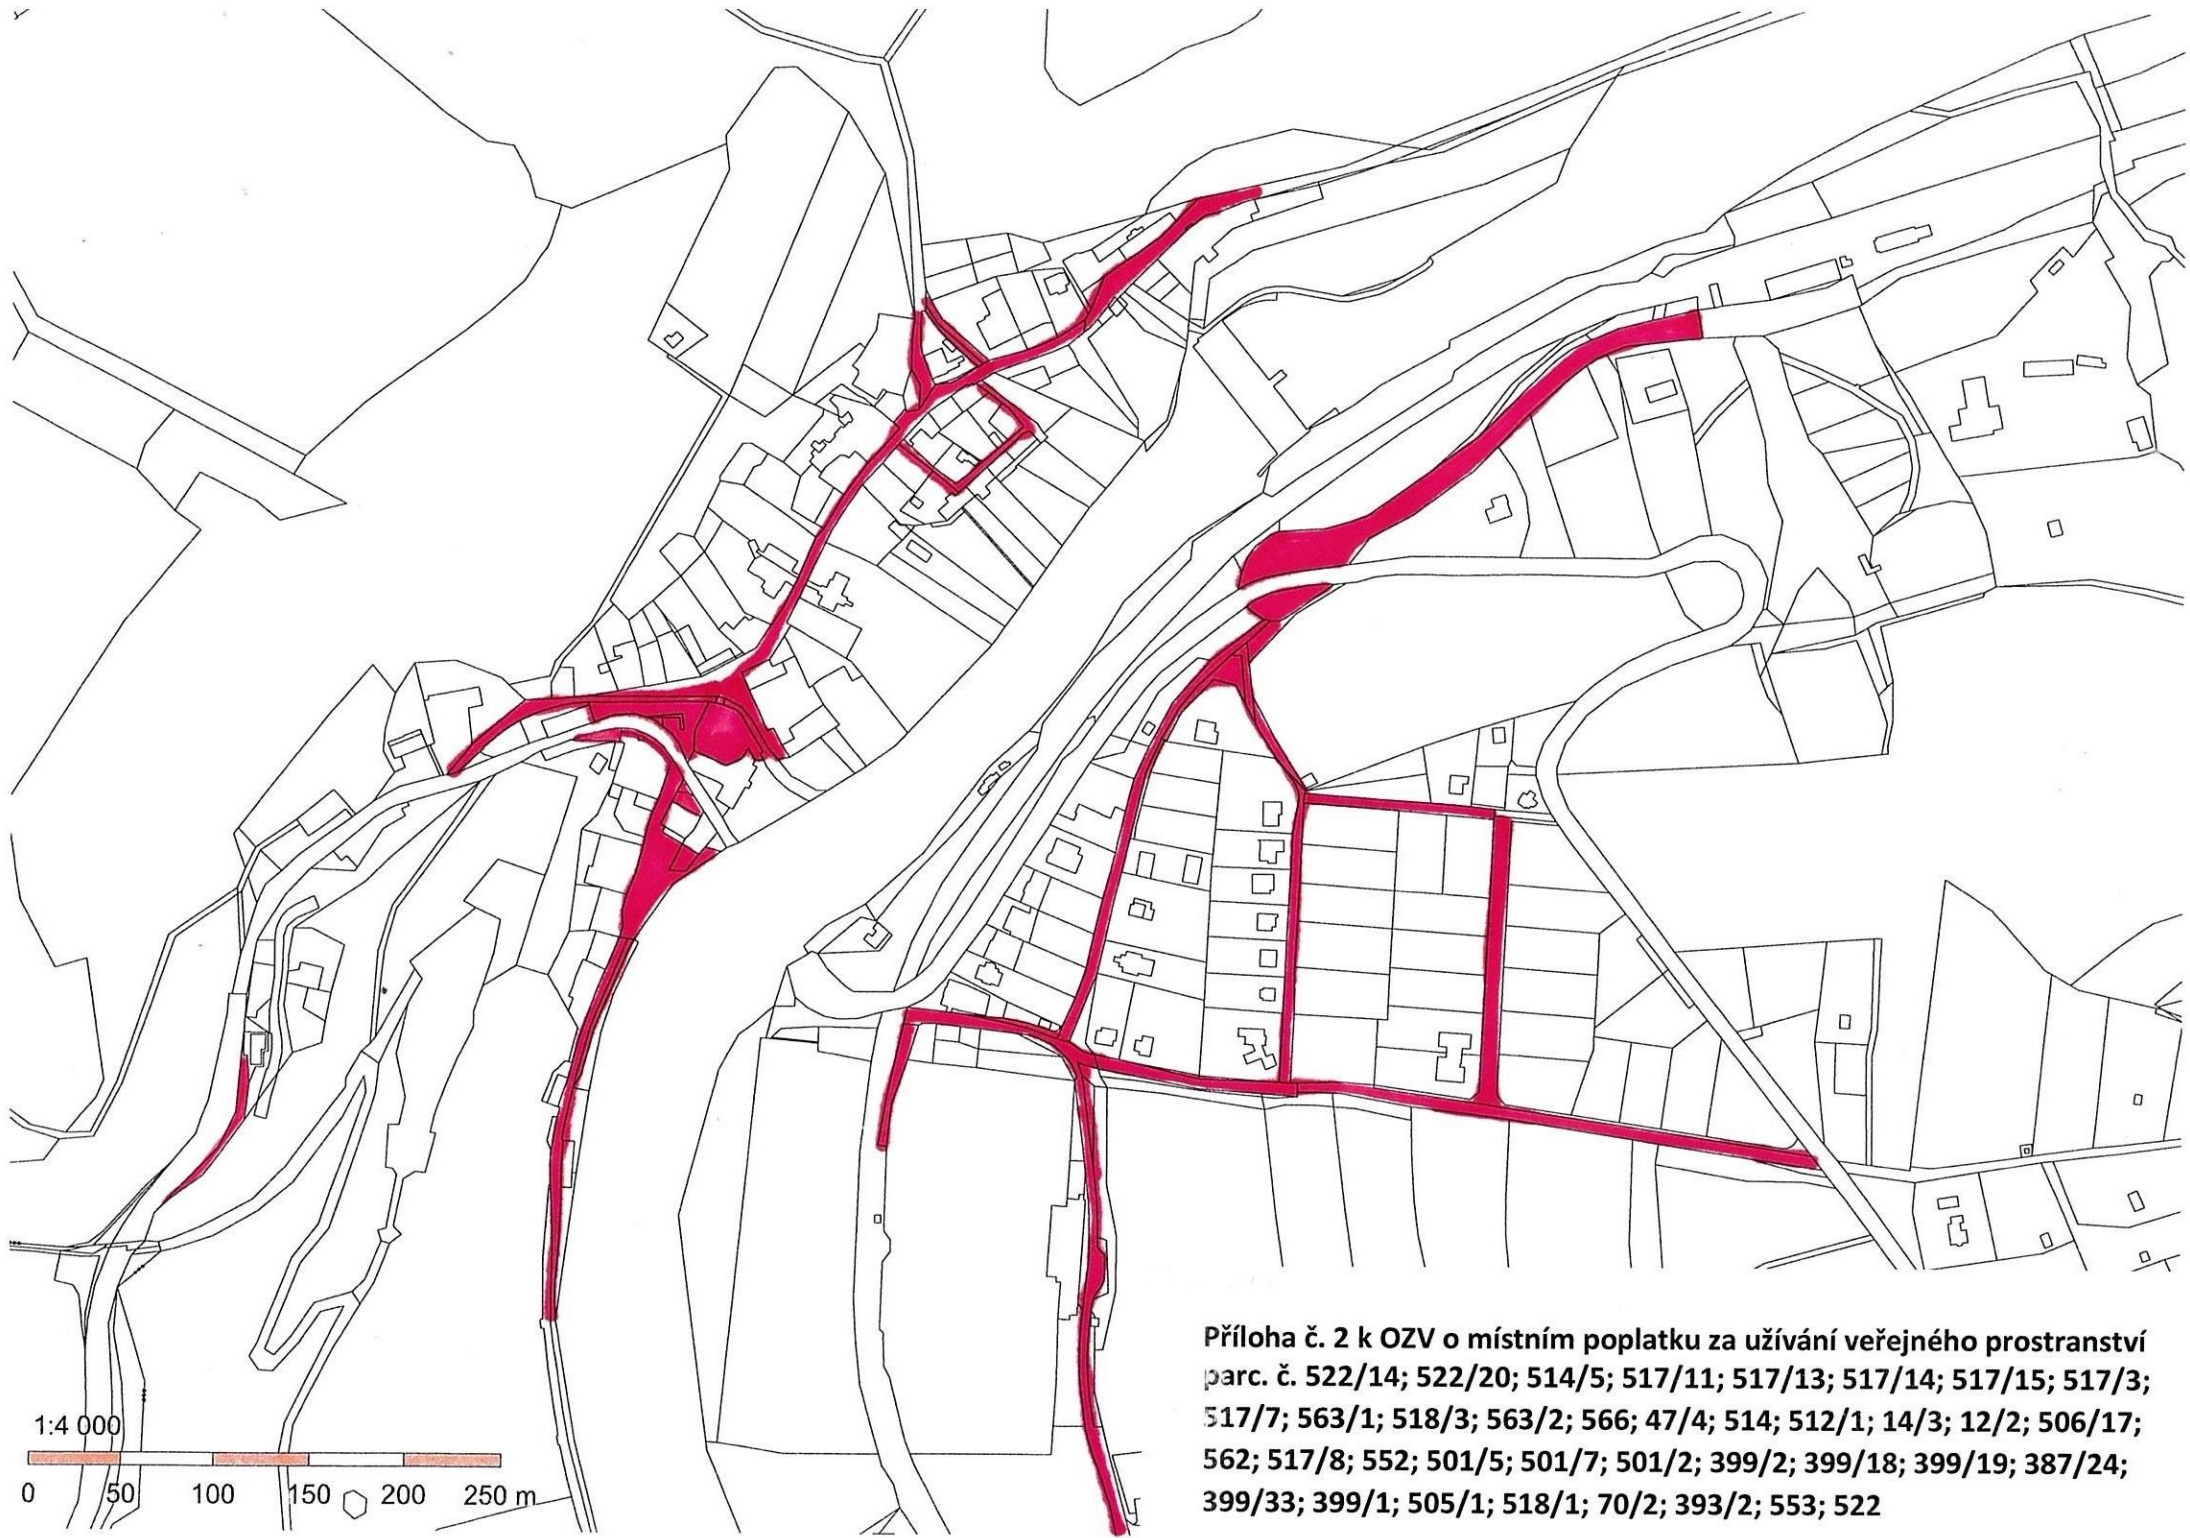 Příloha č. 2 k OZV o místním poplatku za užívání veřejného prostranství
parc. č. 522/14; 522/20; 514/5; 517/11; 517/13; 517/14; 517/15; 517/3;
517/7; 563/1; 518/3; 563/2; 566; 47/4; 514; 512/1; 14/3; 12/2; 506/17;
562; 517/8; 552; 501/5; 501/7; 501/2; 399/2; 399/18; 399/19; 387/24;
399/33; 399/1; 505/1; 518/1; 70/2; 393/2; 553; 522
1:4 000
0 50 100 150 200 250 m